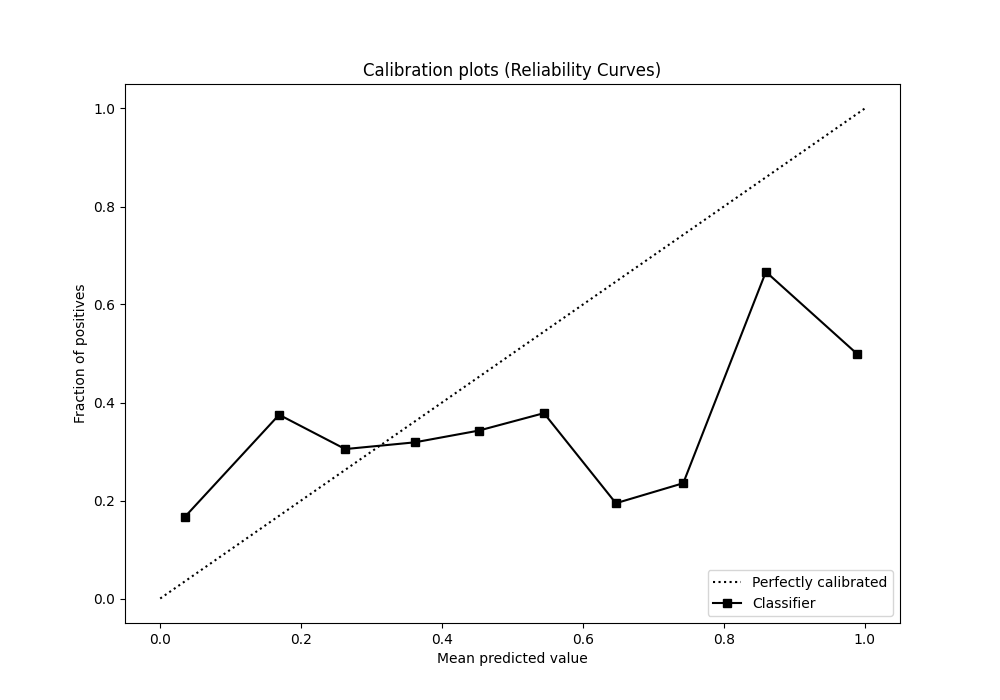 Calibration plots (Reliability Curves)
Fraction of positives
1.0
0.8
0.6
0.4
0.2
0.0
0.0 0.2 0.4 0.6 0.8 1.0
Mean predicted value
Perfectly calibrated
Classifier